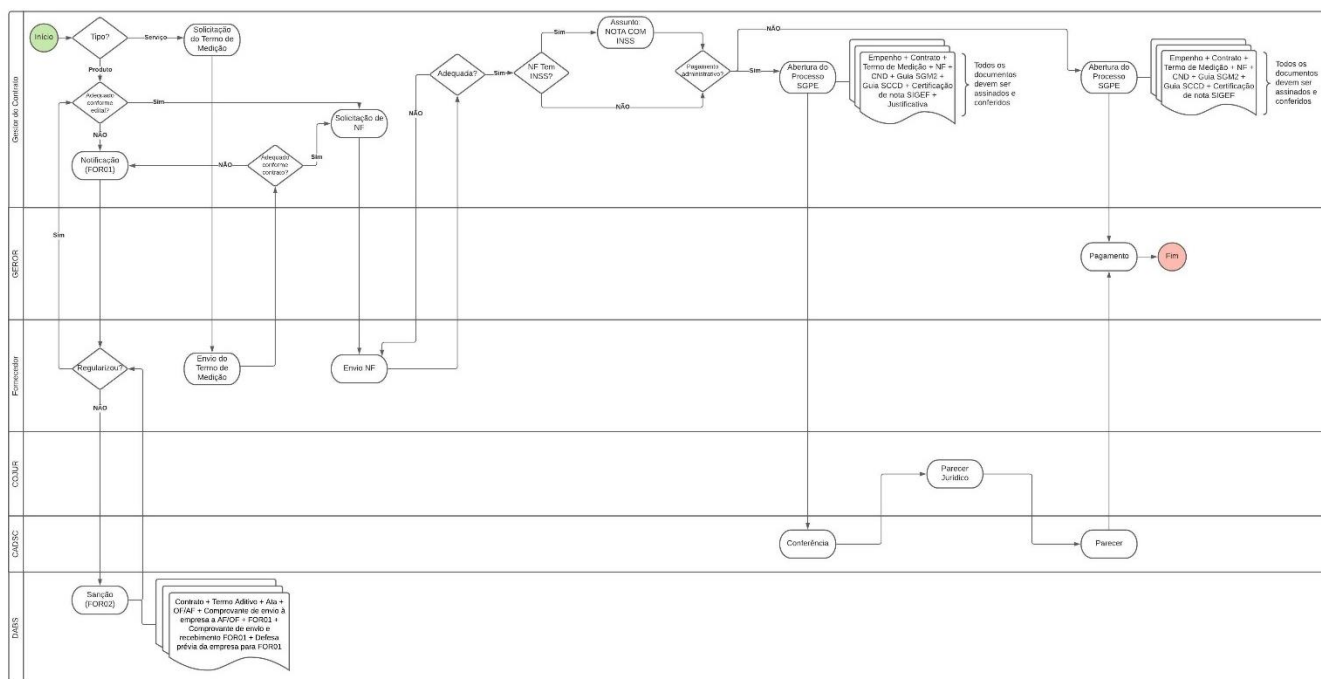 Gestor do Contrato
Início
Tipo?
Serviço
Solicitação
do Termo de
Medição
Produto
Adequado
conforme
edital?
Sim
NÃO
Notificação
(FOR01)
NÃO
Adequado
conforme
contrato?
Sim
Solicitação de
NF
Adequada?
NÃO
Sim
NF Tem
INSS?
Sim
Assunto:
NOTA COM
INSS
NÃO
Pagamento
administrativo?
NÃO
Sim
Abertura do
Processo
SGPE
Empenho + Contrato +
Termo de Medição + NF +
CND + Guia SGM2 +
Guia SCCD + Certificação
de nota SIGEF +
Justificativa
Todos os
documentos
devem ser
assinados e
conferidos
Abertura do
Processo
SGPE
Empenho + Contrato +
Termo de Medição + NF +
CND + Guia SGM2 +
Guia SCCD + Certificação
de nota SIGEF
Todos os
documentos
devem ser
assinados e
conferidos
GEROR
Sim
Pagamento
Fim
Fornecedor
Regularizou?
NÃO
Envio do
Termo de
Medição
Envio NF
COJUR
Parecer
Jurídico
CADSC
Conferência
Parecer
DABS
Sanção
(FOR02)
Contrato + Termo Aditivo + Ata +
OF/AF + Comprovante de envio à
empresa a AF/OF + FOR01 +
Comprovante de envio e
recebimento FOR01 + Defesa
prévia da empresa para FOR01